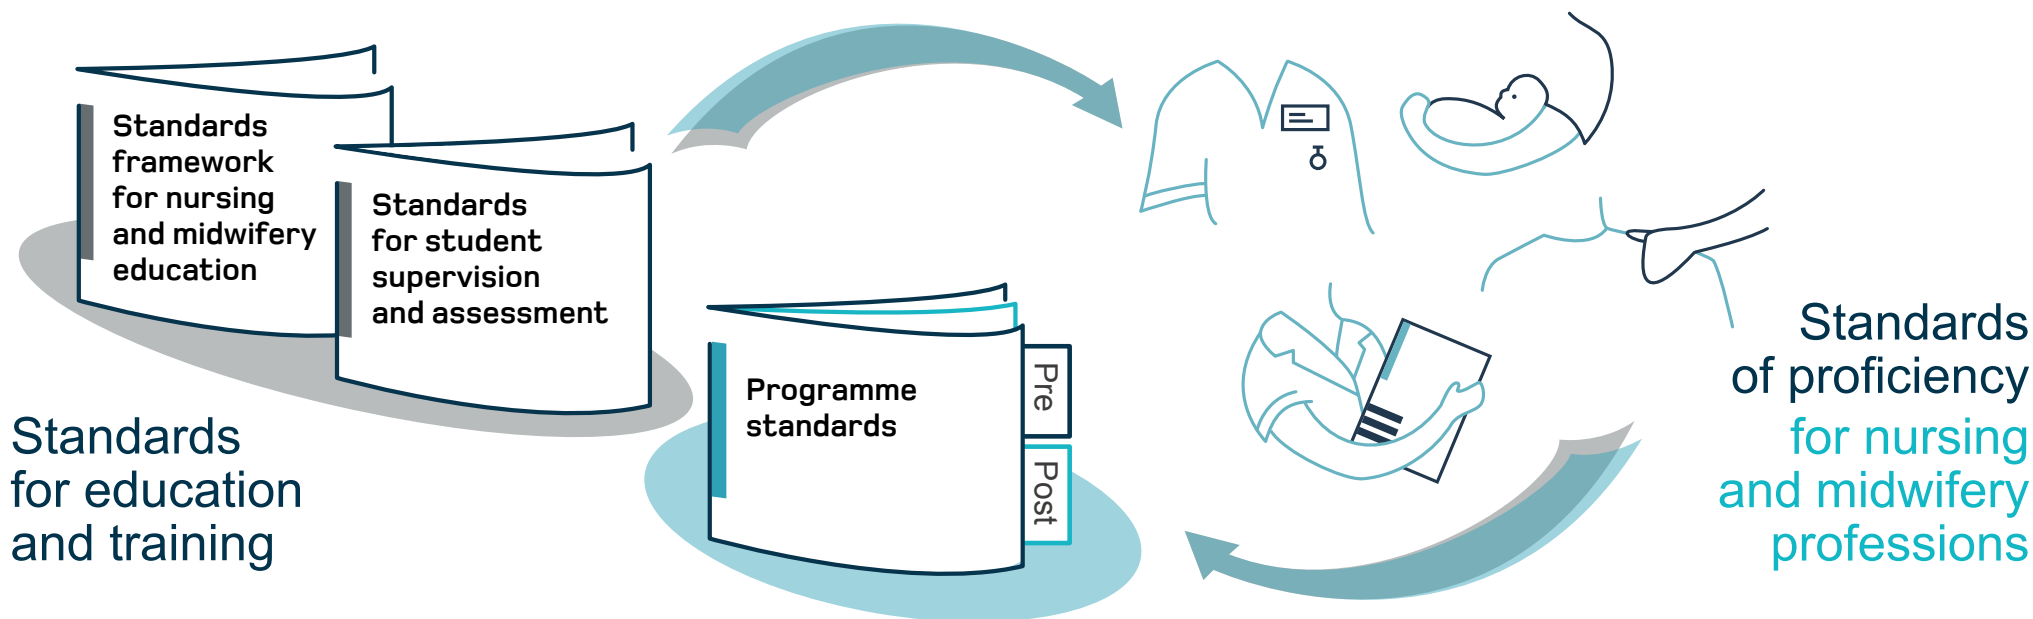 Standards
framework
for nursing
and midwifery
education
Standards
for student
supervision
and assessment
Programme
standards
Pre
Post
Standards
for education
and training
Standards
of proficiency
for nursing
and midwifery
professions